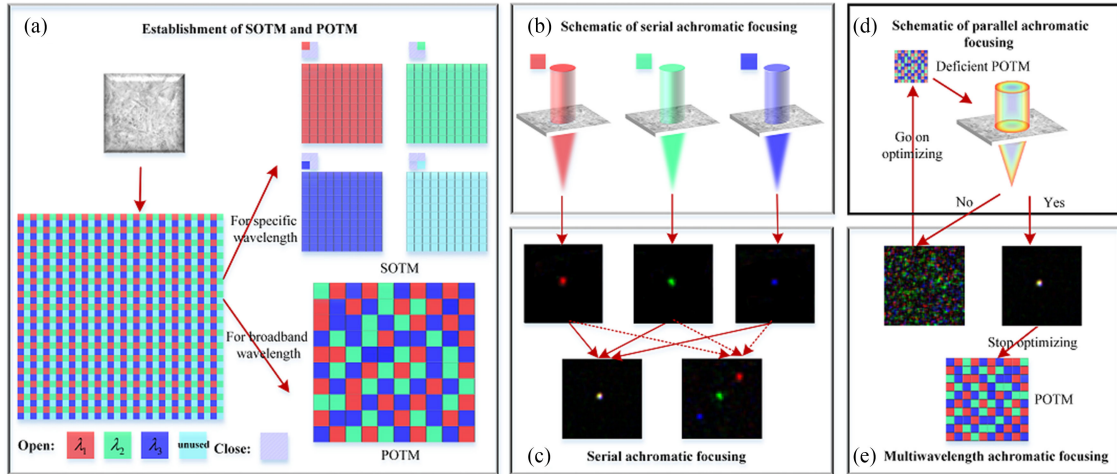 (a)
Establishment of SOTM and POTM
For specific
wavelength
SOTM
For broadband
wavelength
POTM
Open:
λ₁
λ₂
λ₃
unused
Close:
(b)
Schematic of serial achromatic focusing
(c)
Serial achromatic focusing
(d)
Schematic of parallel achromatic
focusing
Deficient POTM
Go on
optimizing
No
Yes
Stop optimizing
POTM
(e)
Multiwavelength achromatic focusing